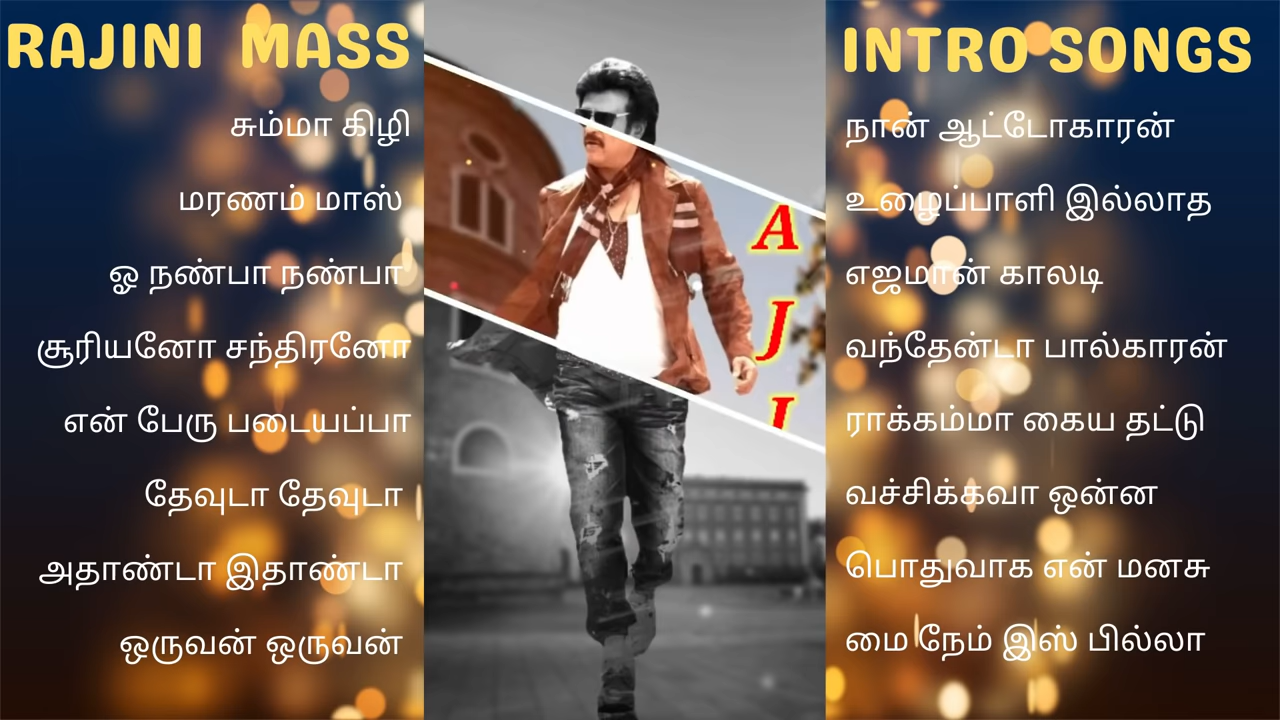 RAJINI MASS
சும்மா கிழி
மரணம் மாஸ்
ஓ நண்பா நண்பா
சூரியனோ சந்திரனோ
என் பேரு படையப்பா
தேவுடா தேவுடா
அதாண்டா இதாண்டா
ஒருவன் ஒருவன்
A
J
I
INTRO SONGS
நான் ஆட்டோகாரன்
உழைப்பாளி இல்லாத
எஜமான் காலடி
வந்தேன்டா பால்காரன்
ராக்கம்மா கைய தட்டு
வச்சிக்கவா ஒன்ன
பொதுவாக என் மனசு
மை நேம் இஸ் பில்லா